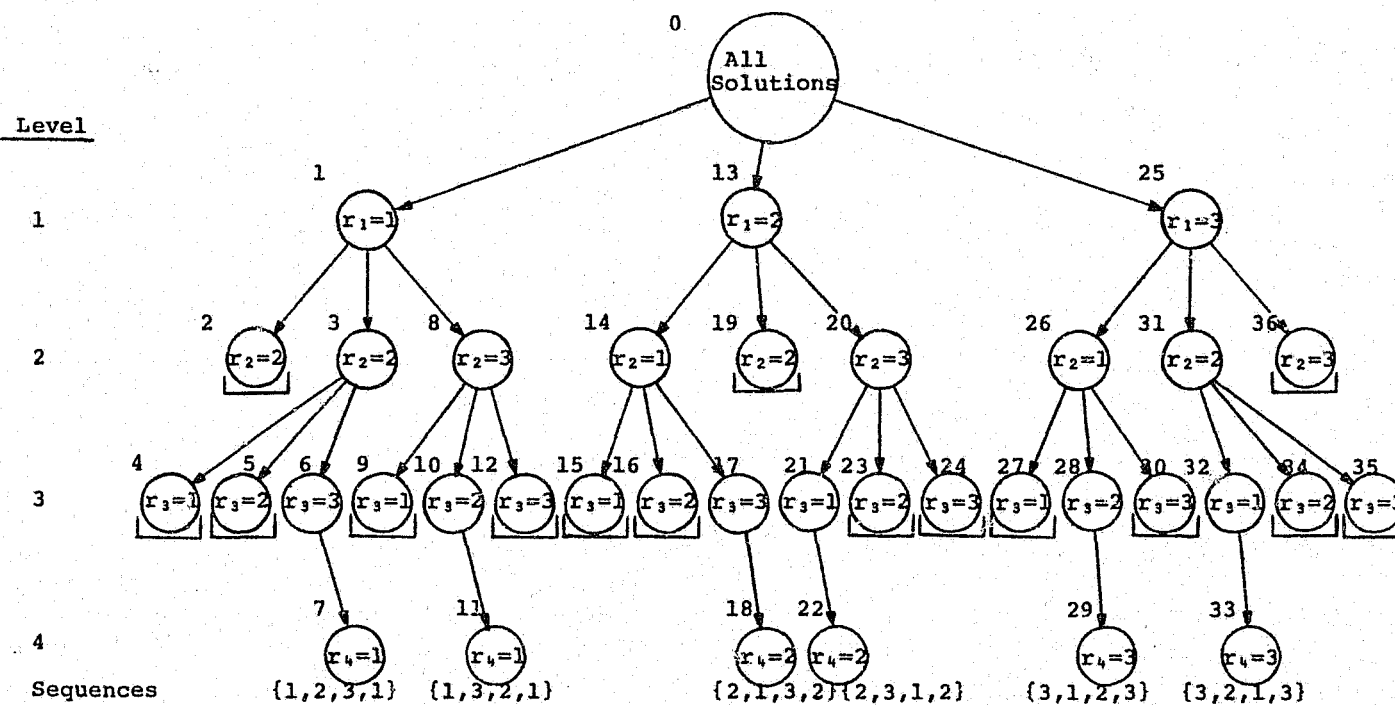 0
All
Solutions
Level
1 13 25
1 r₁=1 r₁=2 r₁=3
2 3 8 14 19 20 26 31 36
2 r₂=2 r₂=2 r₂=3 r₂=1 r₂=2 r₂=3 r₂=1 r₂=2 r₂=3
4 5 6 9 10 12 15 16 17 21 23 24 27 28 30 32 34 35
3 r₃=1 r₃=2 r₃=3 r₃=1 r₃=2 r₃=3 r₃=1 r₃=2 r₃=3 r₃=1 r₃=2 r₃=3 r₃=1 r₃=2 r₃=3 r₃=1 r₃=2 r₃=3
7 11 18 22 29 33
4 r₄=1 r₄=1 r₄=2 r₄=2 r₄=3 r₄=3
Sequences {1,2,3,1} {1,3,2,1} {2,1,3,2} {2,3,1,2} {3,1,2,3} {3,2,1,3}